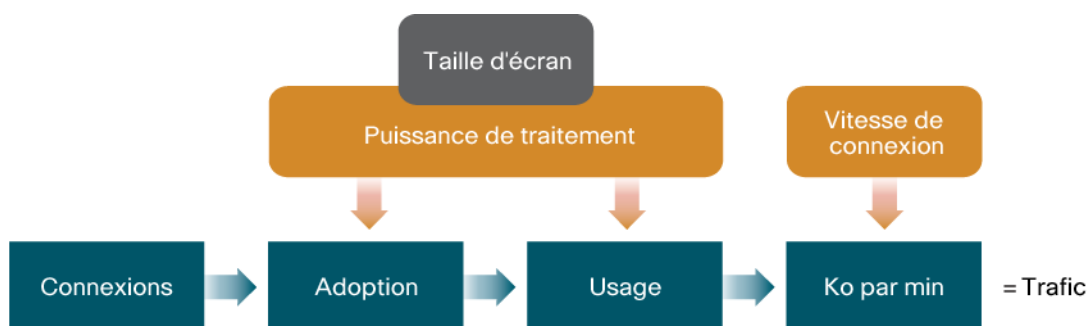 Taille d'écran
Puissance de traitement
Vitesse de
connexion
Connexions
Adoption
Usage
Ko par min
= Trafic